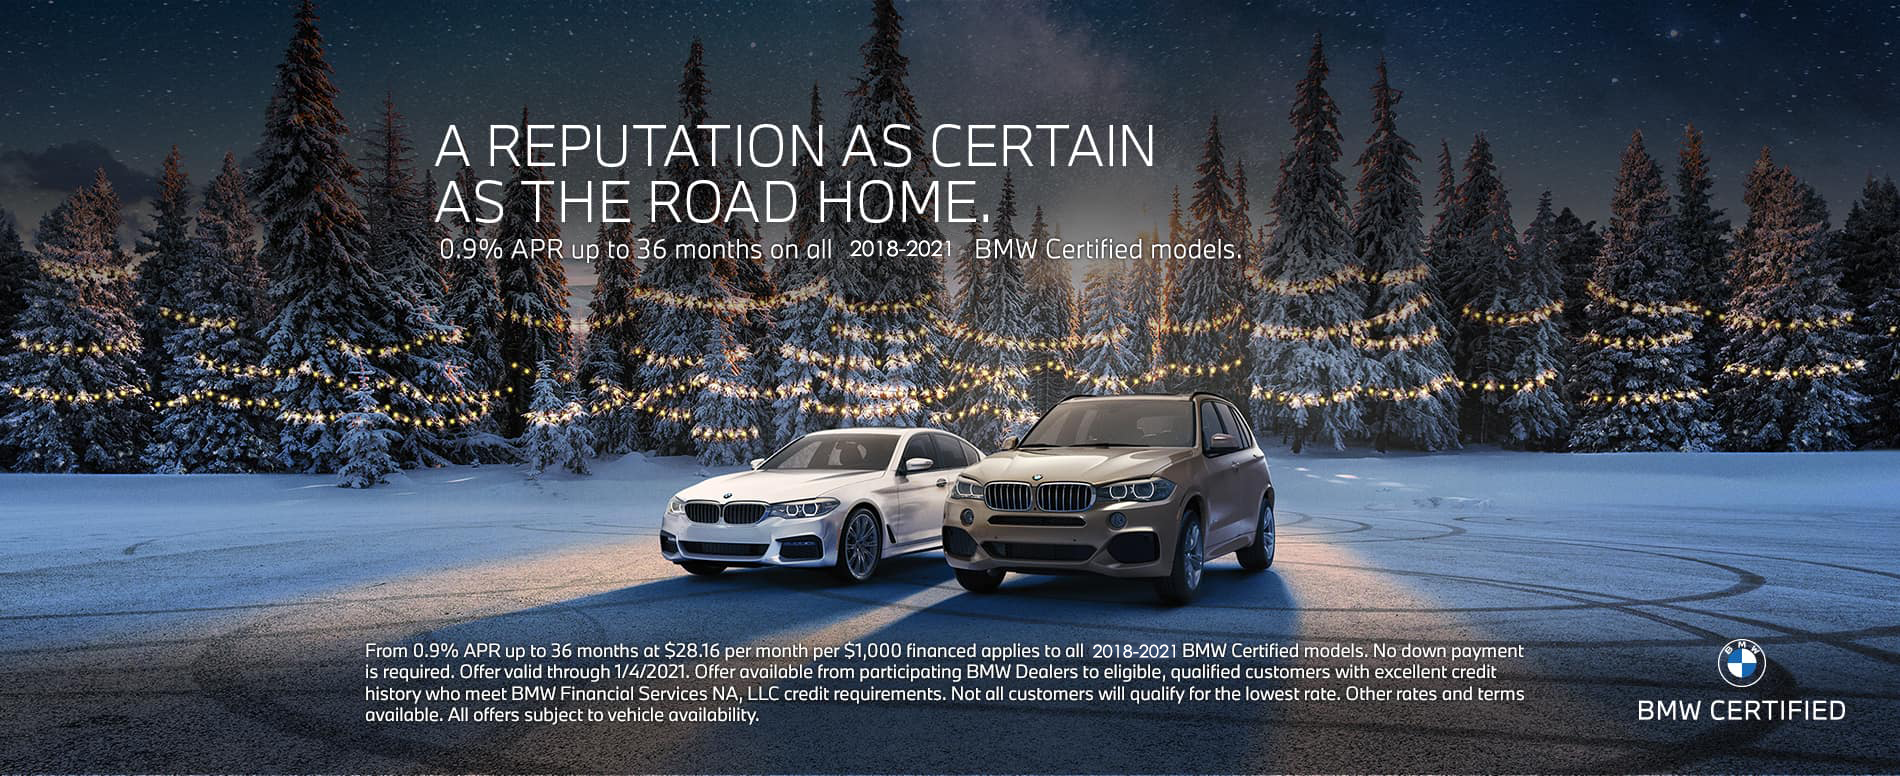 A REPUTATION AS CERTAIN
AS THE ROAD HOME.
0.9% APR up to 36 months on all 2018-2021 BMW Certified models.
From 0.9% APR up to 36 months at $28.16 per month per $1,000 financed applies to all 2018-2021 BMW Certified models. No down payment
is required. Offer valid through 1/4/2021. Offer available from participating BMW Dealers to eligible, qualified customers with excellent credit
history who meet BMW Financial Services NA, LLC credit requirements. Not all customers will qualify for the lowest rate. Other rates and terms
available. All offers subject to vehicle availability.
BMW
BMW CERTIFIED